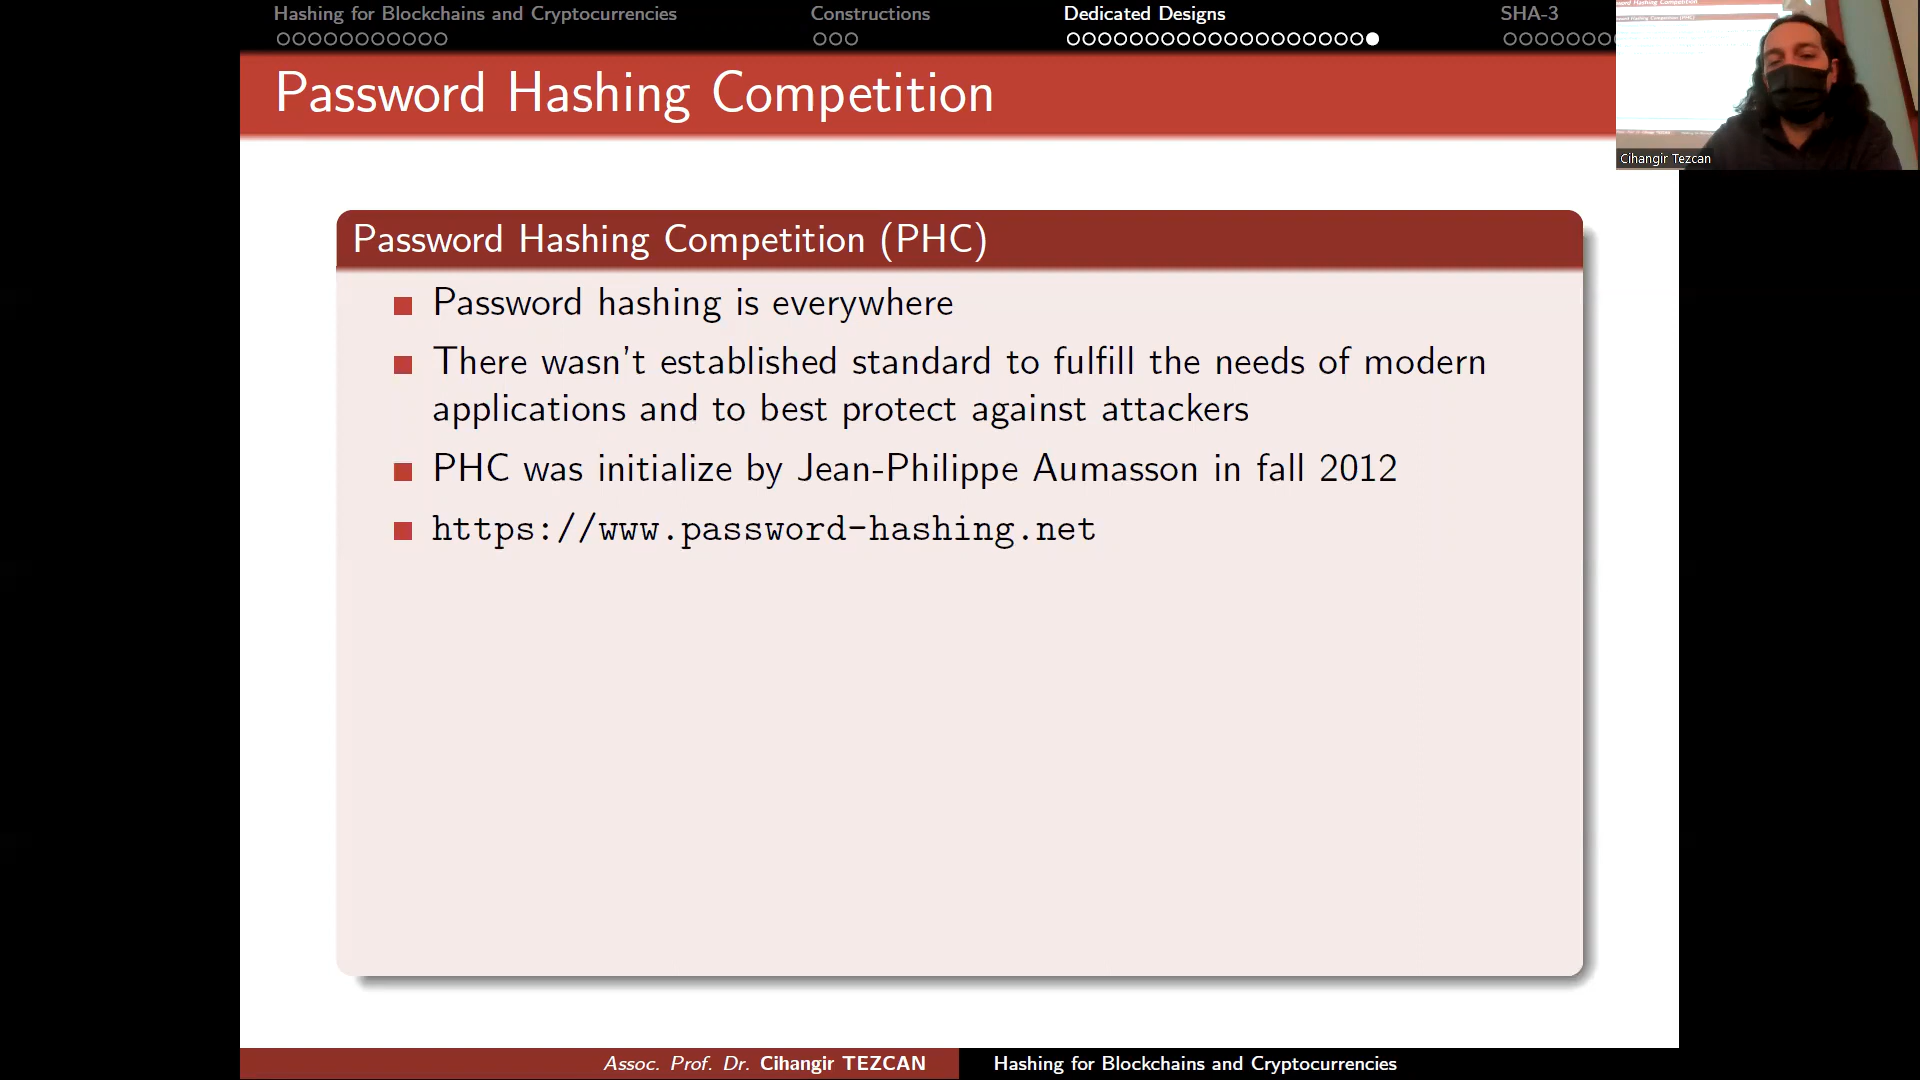 Hashing for Blockchains and Cryptocurrencies
Constructions
Dedicated Designs
SHA-3
Password Hashing Competition
Cihangir Tezcan
Password Hashing Competition (PHC)
Password hashing is everywhere
There wasn't established standard to fulfill the needs of modern
applications and to best protect against attackers
PHC was initialize by Jean-Philippe Aumasson in fall 2012
https://www.password-hashing.net
Assoc. Prof. Dr. Cihangir TEZCAN
Hashing for Blockchains and Cryptocurrencies